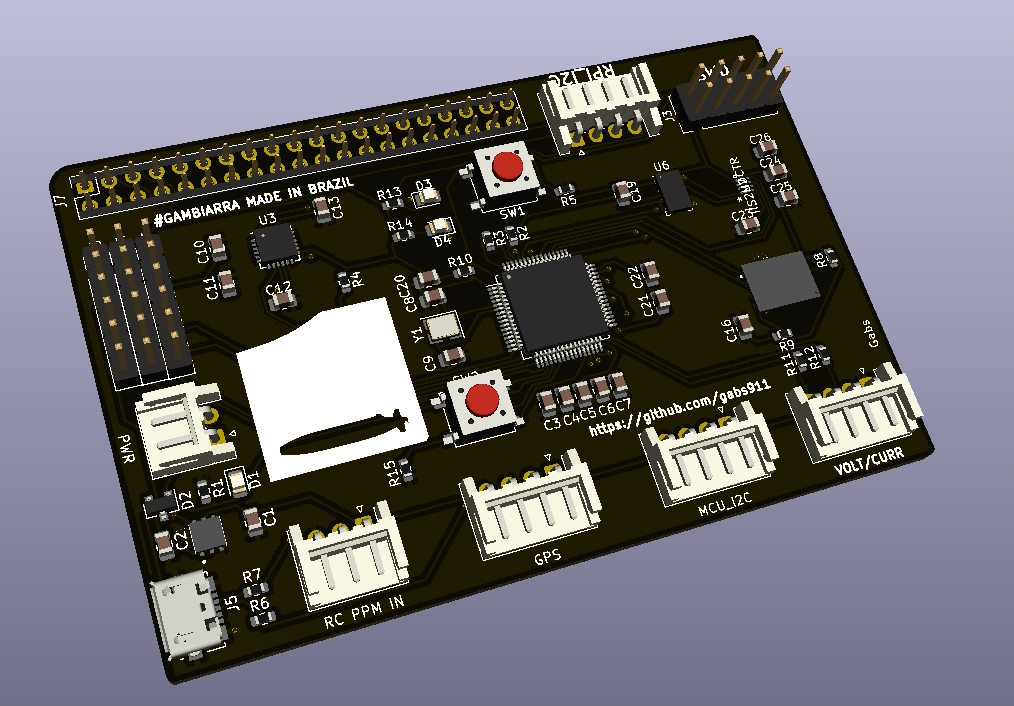 RPI_I2C
J3
J7
#GAMBIARRA MADE IN BRAZIL
U3
C13
R13
D3
R14
D4
SW1
R5
C19
U6
C26
C24
C25
C23
R3
R2
C10
C11
C12
R4
R10
C20
C8
Y1
C9
C22
C21
C16
R8
R9
R11
R12
Gabs
C3
C4
C5
C6
C7
https://github.com/gabs911
PWR
R15
D2
R1
D1
C2
C1
R7
R6
J5
RC PPM IN
GPS
MCU_I2C
VOLT/CURR